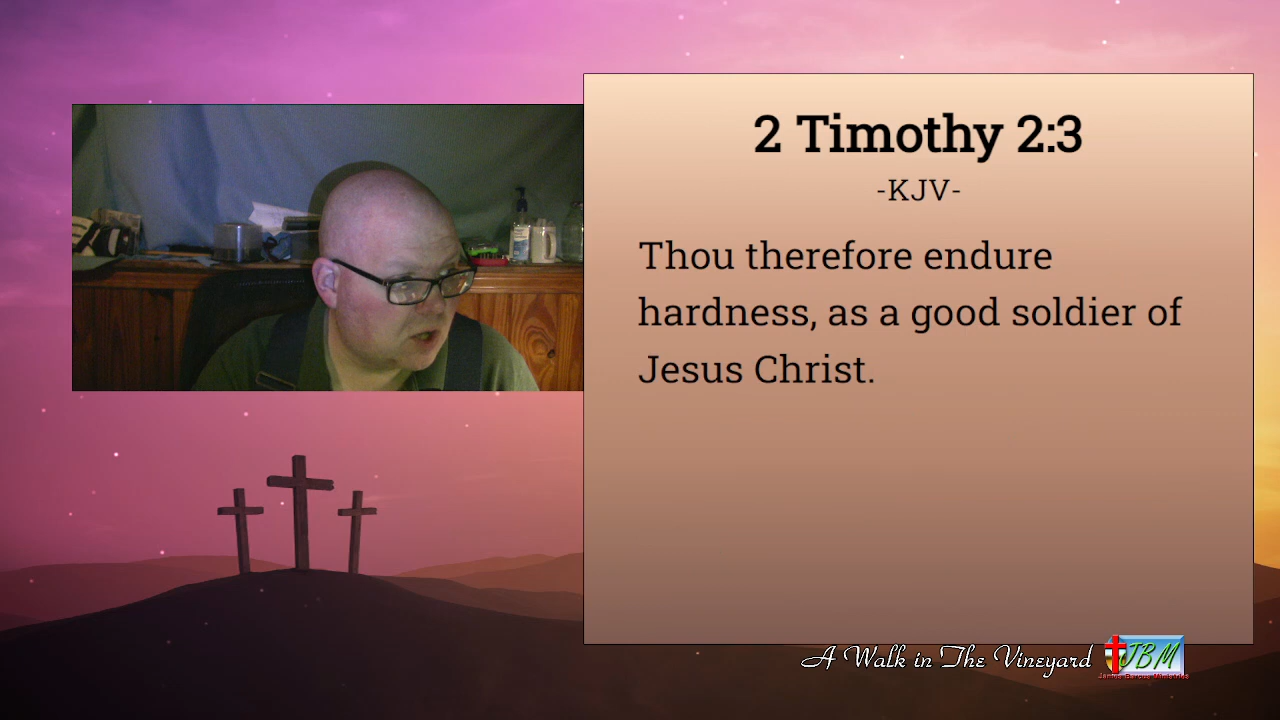 2 Timothy 2:3
-KJV-
Thou therefore endure
hardness, as a good soldier of
Jesus Christ.
A Walk in The Vineyard
JBM